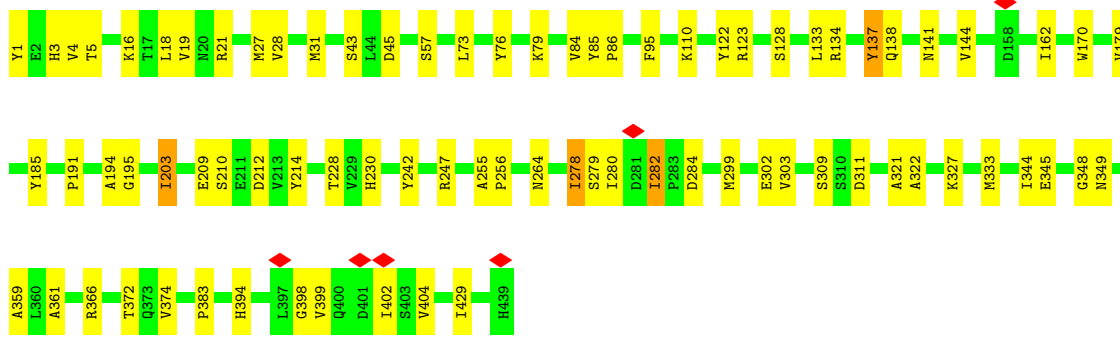 Y1 E2 H3 V4 T5 K16 T17 L18 V19 N20 R21 M27 V28 M31 S43 L44 D45 S57 L73 Y76 K79 V84 Y85 P86 F95 K110 Y122 R123 S128 L133 R134 Y137 Q138 N141 V144 D158 I162 W170
Y185 P191 A194 G195 I203 E209 S210 E211 D212 V213 Y214 T228 V229 H230 Y242 R247 A255 P256 N264 I278 S279 I280 D281 I282 P283 D284 M299 E302 V303 S309 S310 D311 A321 A322 K327 M333 I344 E345 G348 N349
A359 L360 A361 R366 T372 Q373 V374 P383 H394 L397 G398 V399 Q400 D401 I402 S403 V404 I429 H439